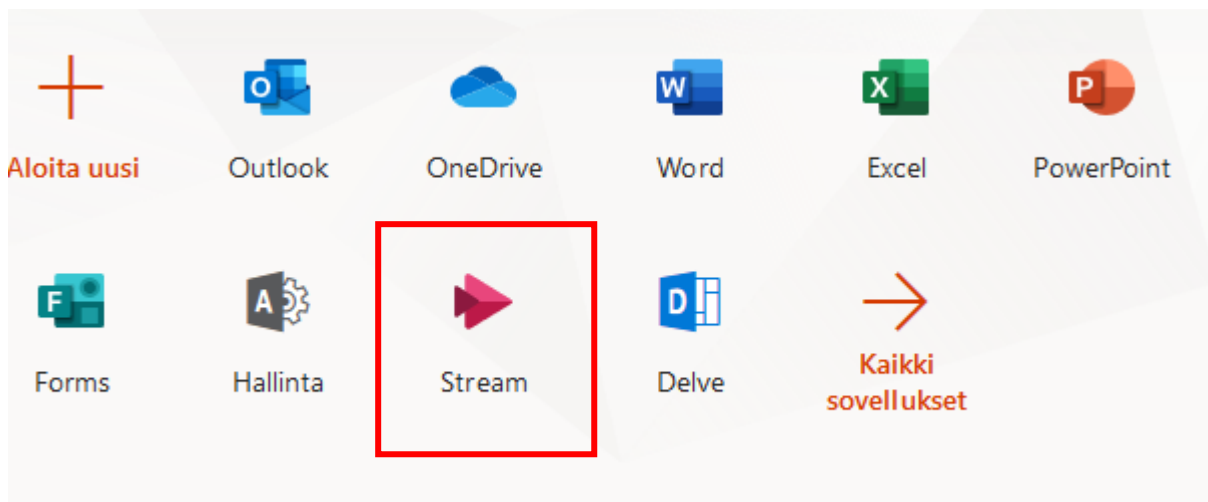 Aloita uusi
Outlook
OneDrive
Word
Excel
PowerPoint
Forms
Hallinta
Stream
Delve
Kaikki
sovellukset